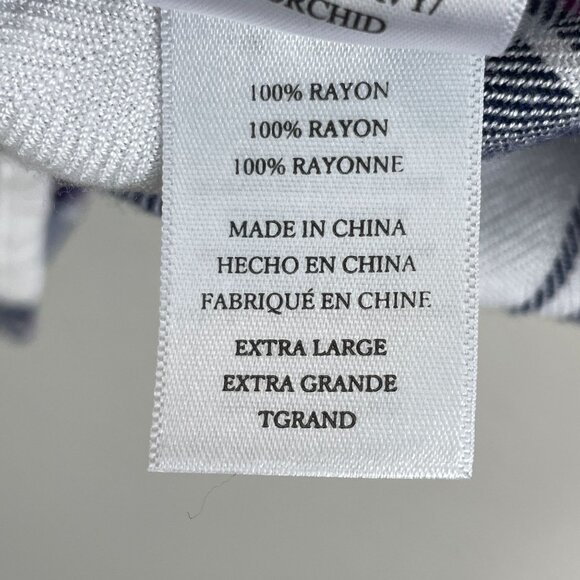 ORCHID
100% RAYON
100% RAYON
100% RAYONNE
MADE IN CHINA
HECHO EN CHINA
FABRIQUÉ EN CHINE
EXTRA LARGE
EXTRA GRANDE
TGRAND